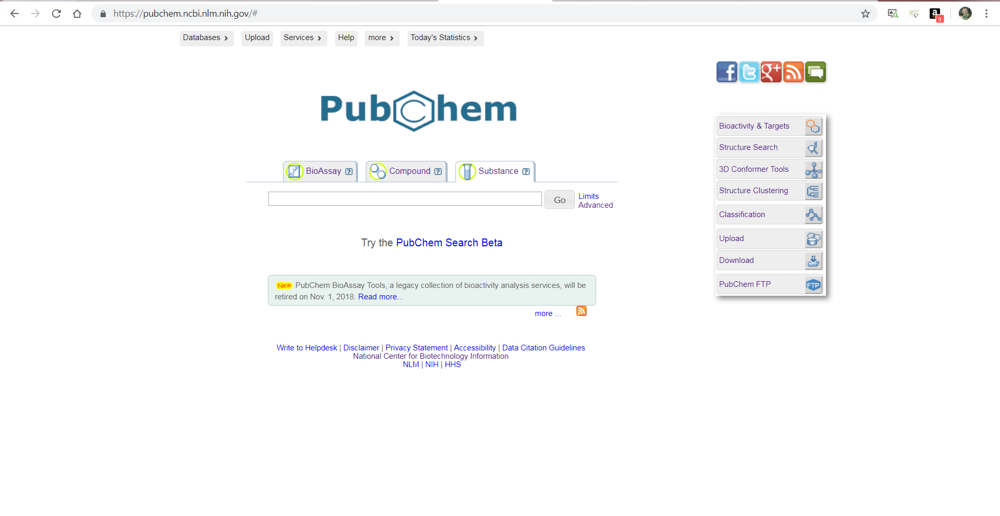 https://pubchem.ncbi.nlm.nih.gov/#
a
9
Databases Upload Services Help more Today's Statistics
f t g+
PubChem
BioAssay ? Compound ? Substance ?
Go
Limits
Advanced
Try the PubChem Search Beta
New PubChem BioAssay Tools, a legacy collection of bioactivity analysis services, will be
retired on Nov. 1, 2018. Read more...
more ...
Write to Helpdesk | Disclaimer | Privacy Statement | Accessibility | Data Citation Guidelines
National Center for Biotechnology Information
NLM | NIH | HHS
Bioactivity & Targets
Structure Search
3D Conformer Tools
Structure Clustering
Classification
Upload
Download
PubChem FTP FTP